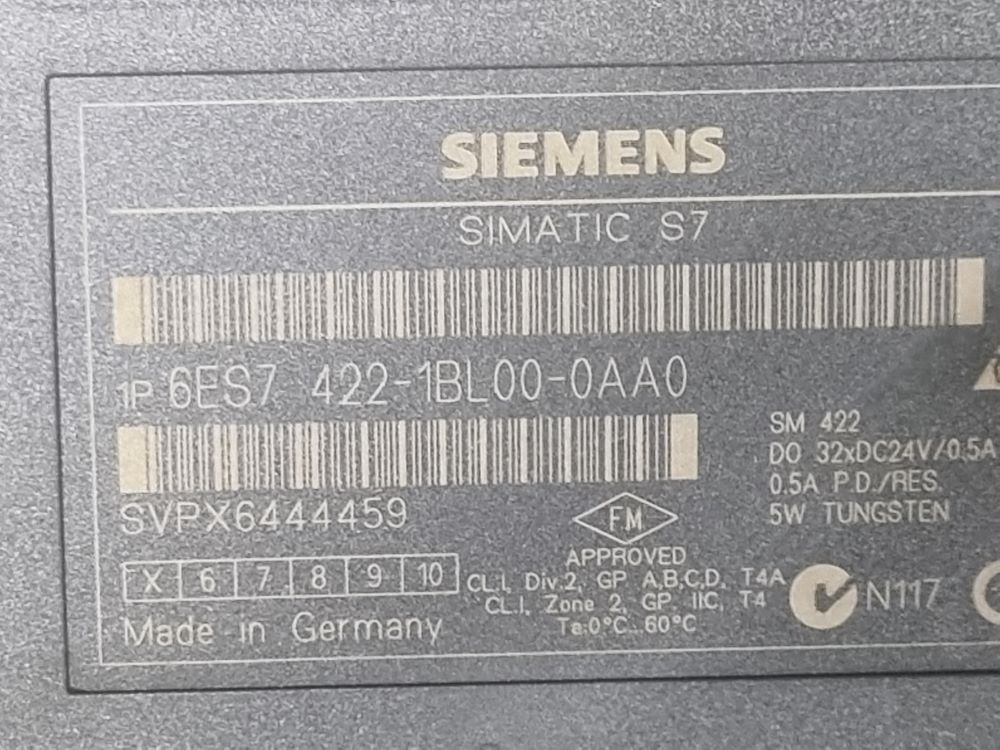 SIEMENS
SIMATIC S7
1P 6ES7 422-1BL00-0AA0
SVPX6444459
X 6 7 8 9 10
Made in Germany
FM
APPROVED
CL.I, Div.2, GP A,B,C,D, T4A
CL.I, Zone 2, GP, IIC, T4
Ta:0°C...60°C
SM 422
DO 32xDC24V/0,5A
0.5A P.D./RES.
5W TUNGSTEN
N117